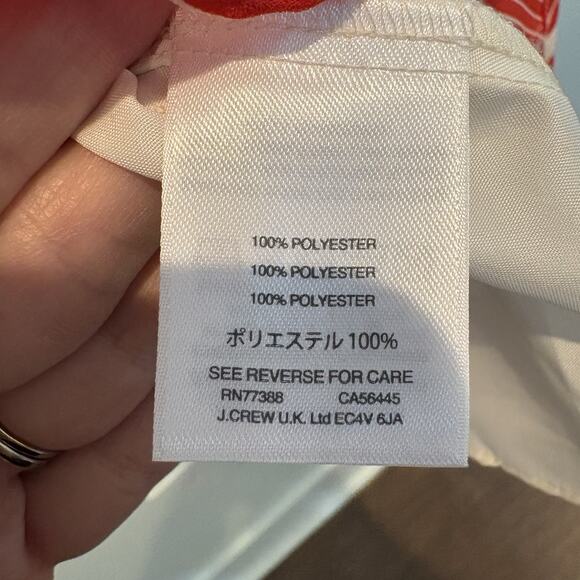 100% POLYESTER
100% POLYESTER
100% POLYESTER
ポリエステル 100%
SEE REVERSE FOR CARE
RN77388 CA56445
J.CREW U.K. Ltd EC4V 6JA